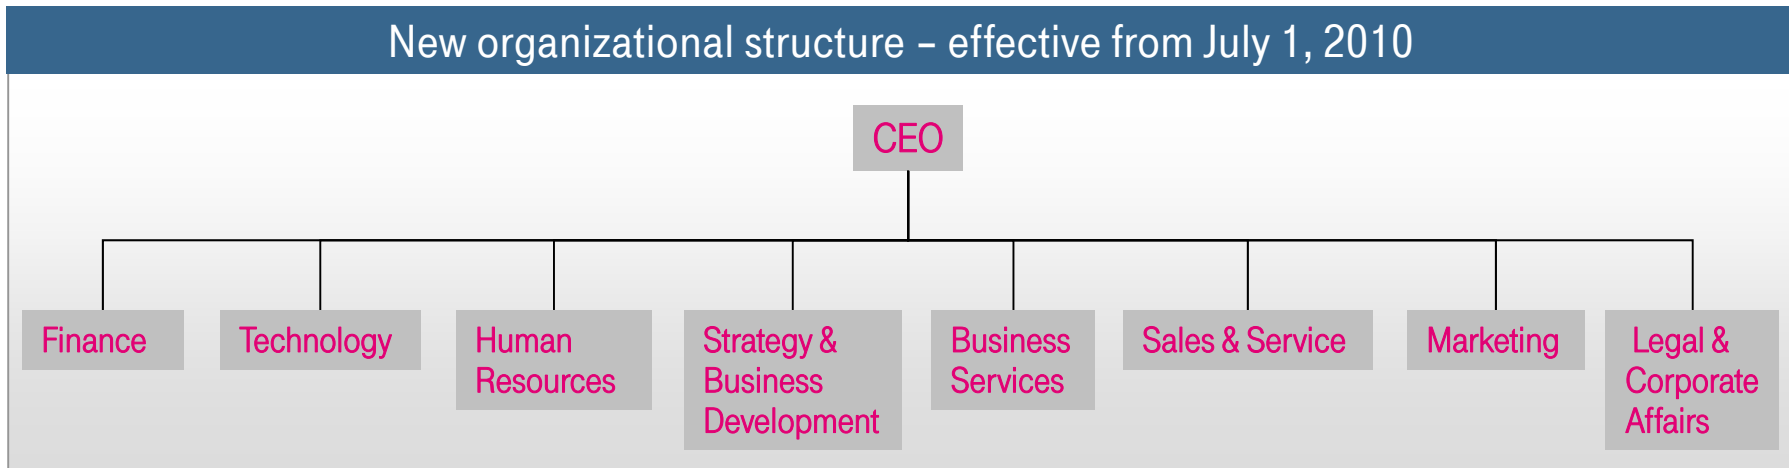 New organizational structure – effective from July 1, 2010
CEO
Finance
Technology
Human
Resources
Strategy &
Business
Development
Business
Services
Sales & Service
Marketing
Legal &
Corporate
Affairs